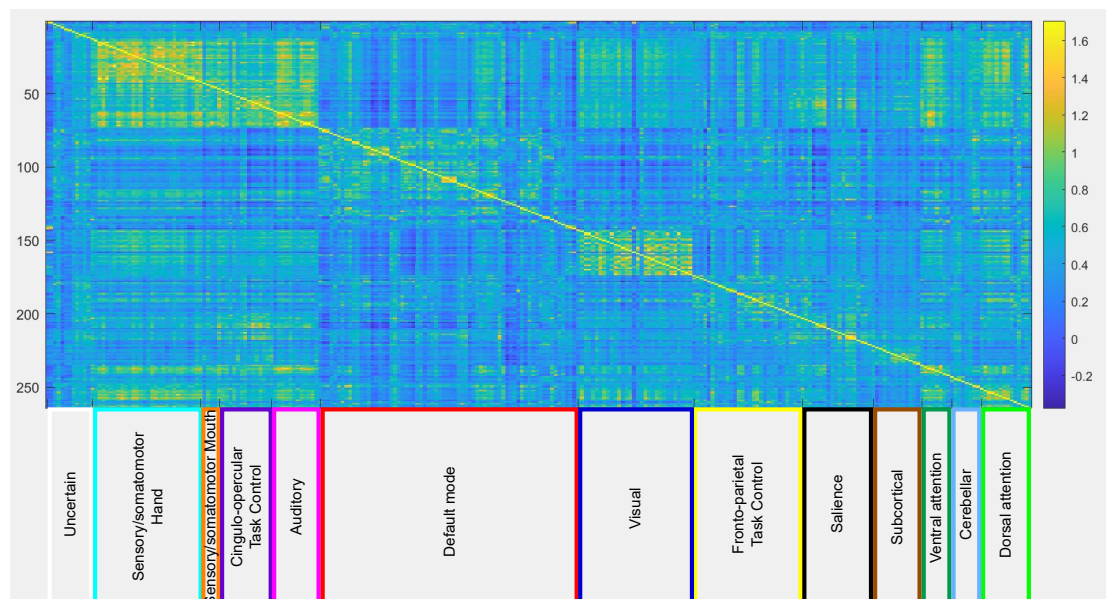 50
100
150
200
250
1.6
1.4
1.2
1
0.8
0.6
0.4
0.2
0
-0.2
Uncertain
Sensory/somatomotor
Hand
Sensory/somatomotor Mouth
Cingulo-opercular
Task Control
Auditory
Default mode
Visual
Fronto-parietal
Task Control
Salience
Subcortical
Ventral attention
Cerebellar
Dorsal attention